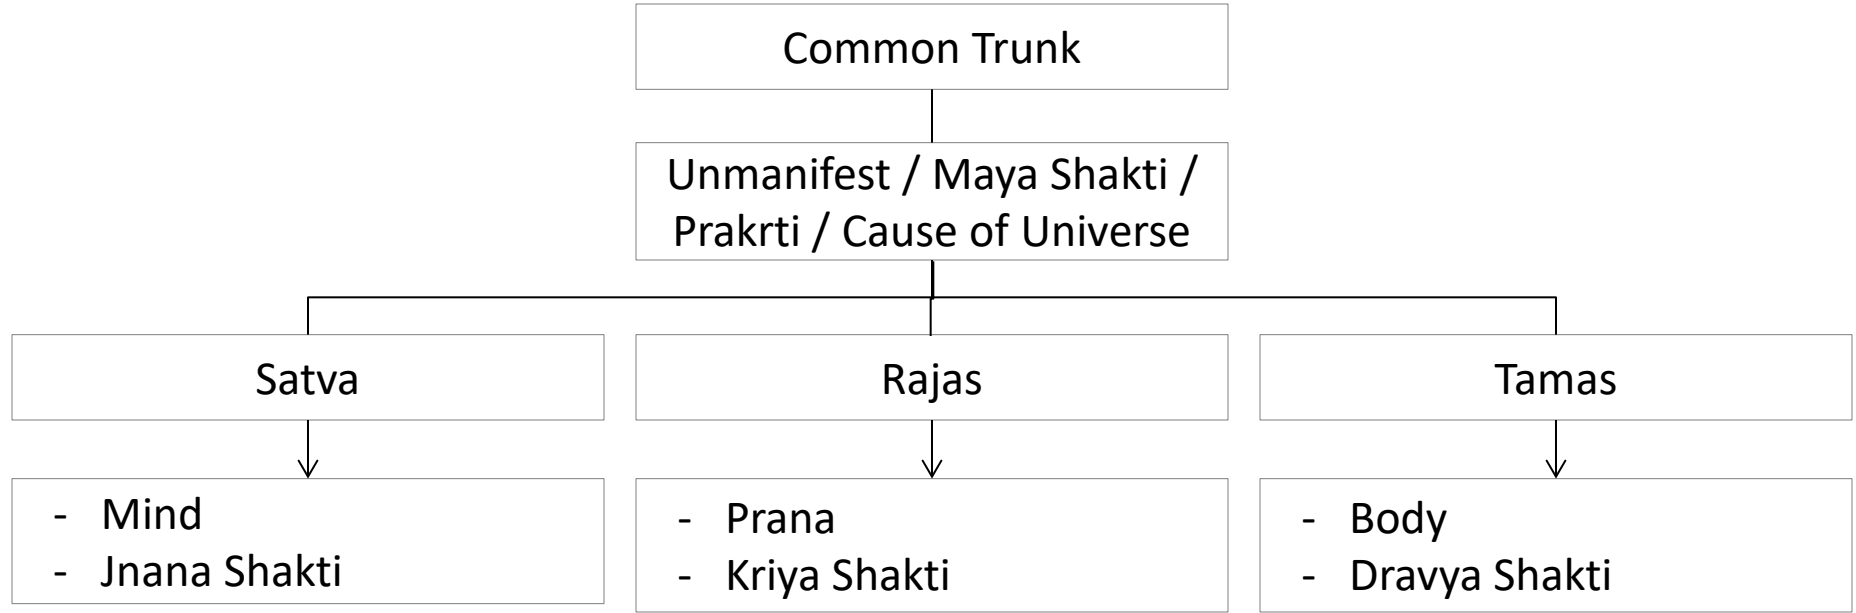 Common Trunk
Unmanifest / Maya Shakti /
Prakrti / Cause of Universe
Satva
Rajas
Tamas
- Mind
- Jnana Shakti
- Prana
- Kriya Shakti
- Body
- Dravya Shakti